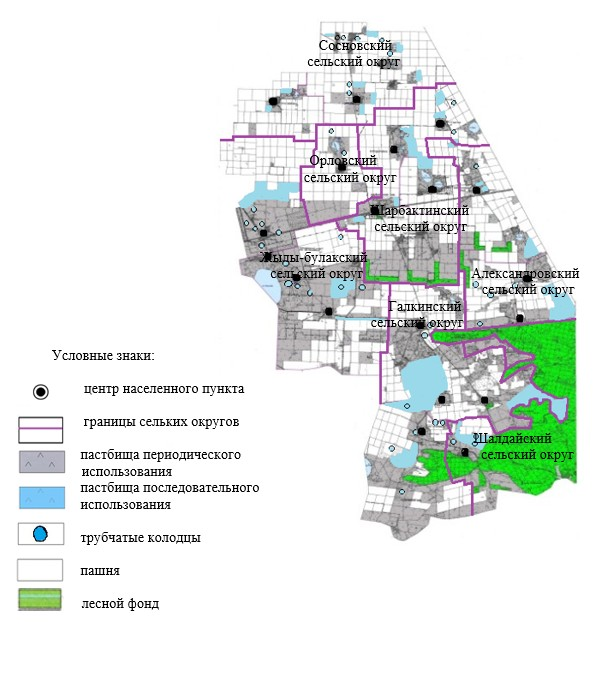 Сосновский
сельский округ
Орловский
сельский округ
Шарбактинский
сельский округ
Жыды-булакский
сельский округ
Александровский
сельский округ
Галкинский
сельский округ
Шалдайский
сельский округ
Условные знаки:
центр населенного пункта
границы сельких округов
пастбища периодического
использования
пастбища последовательного
использования
трубчатые колодцы
пашня
лесной фонд